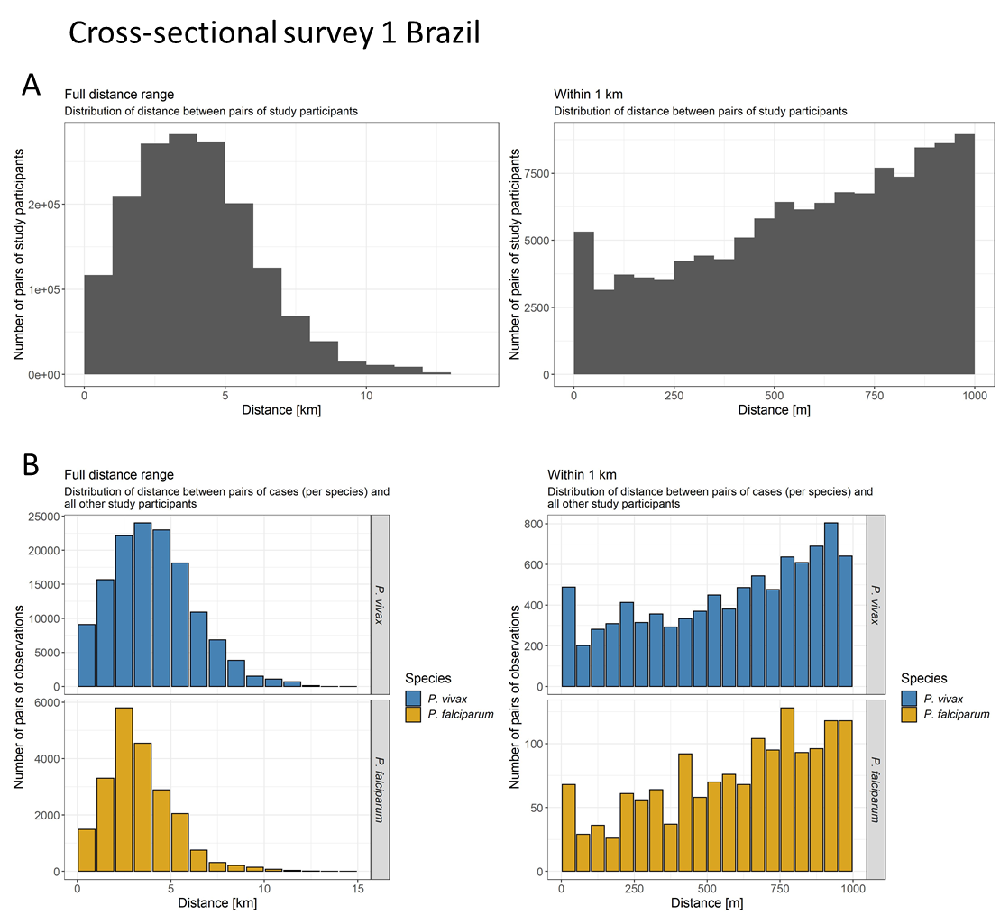 Cross-sectional survey 1 Brazil
A
Full distance range
Distribution of distance between pairs of study participants
Number of pairs of study participants
2e+05
1e+05
0e+00
0
5
10
Distance [km]
Within 1 km
Distribution of distance between pairs of study participants
Number of pairs of study participants
7500
5000
2500
0
0
250
500
750
1000
Distance [m]
B
Full distance range
Distribution of distance between pairs of cases (per species) and
all other study participants
Number of pairs of observations
25000
20000
15000
10000
5000
0
P. vivax
6000
4000
2000
0
P. falciparum
0
5
10
15
Distance [km]
Species
P. vivax
P. falciparum
Within 1 km
Distribution of distance between pairs of cases (per species) and
all other study participants
Number of pairs of observations
800
600
400
200
0
P. vivax
100
50
0
P. falciparum
0
250
500
750
1000
Distance [m]
Species
P. vivax
P. falciparum